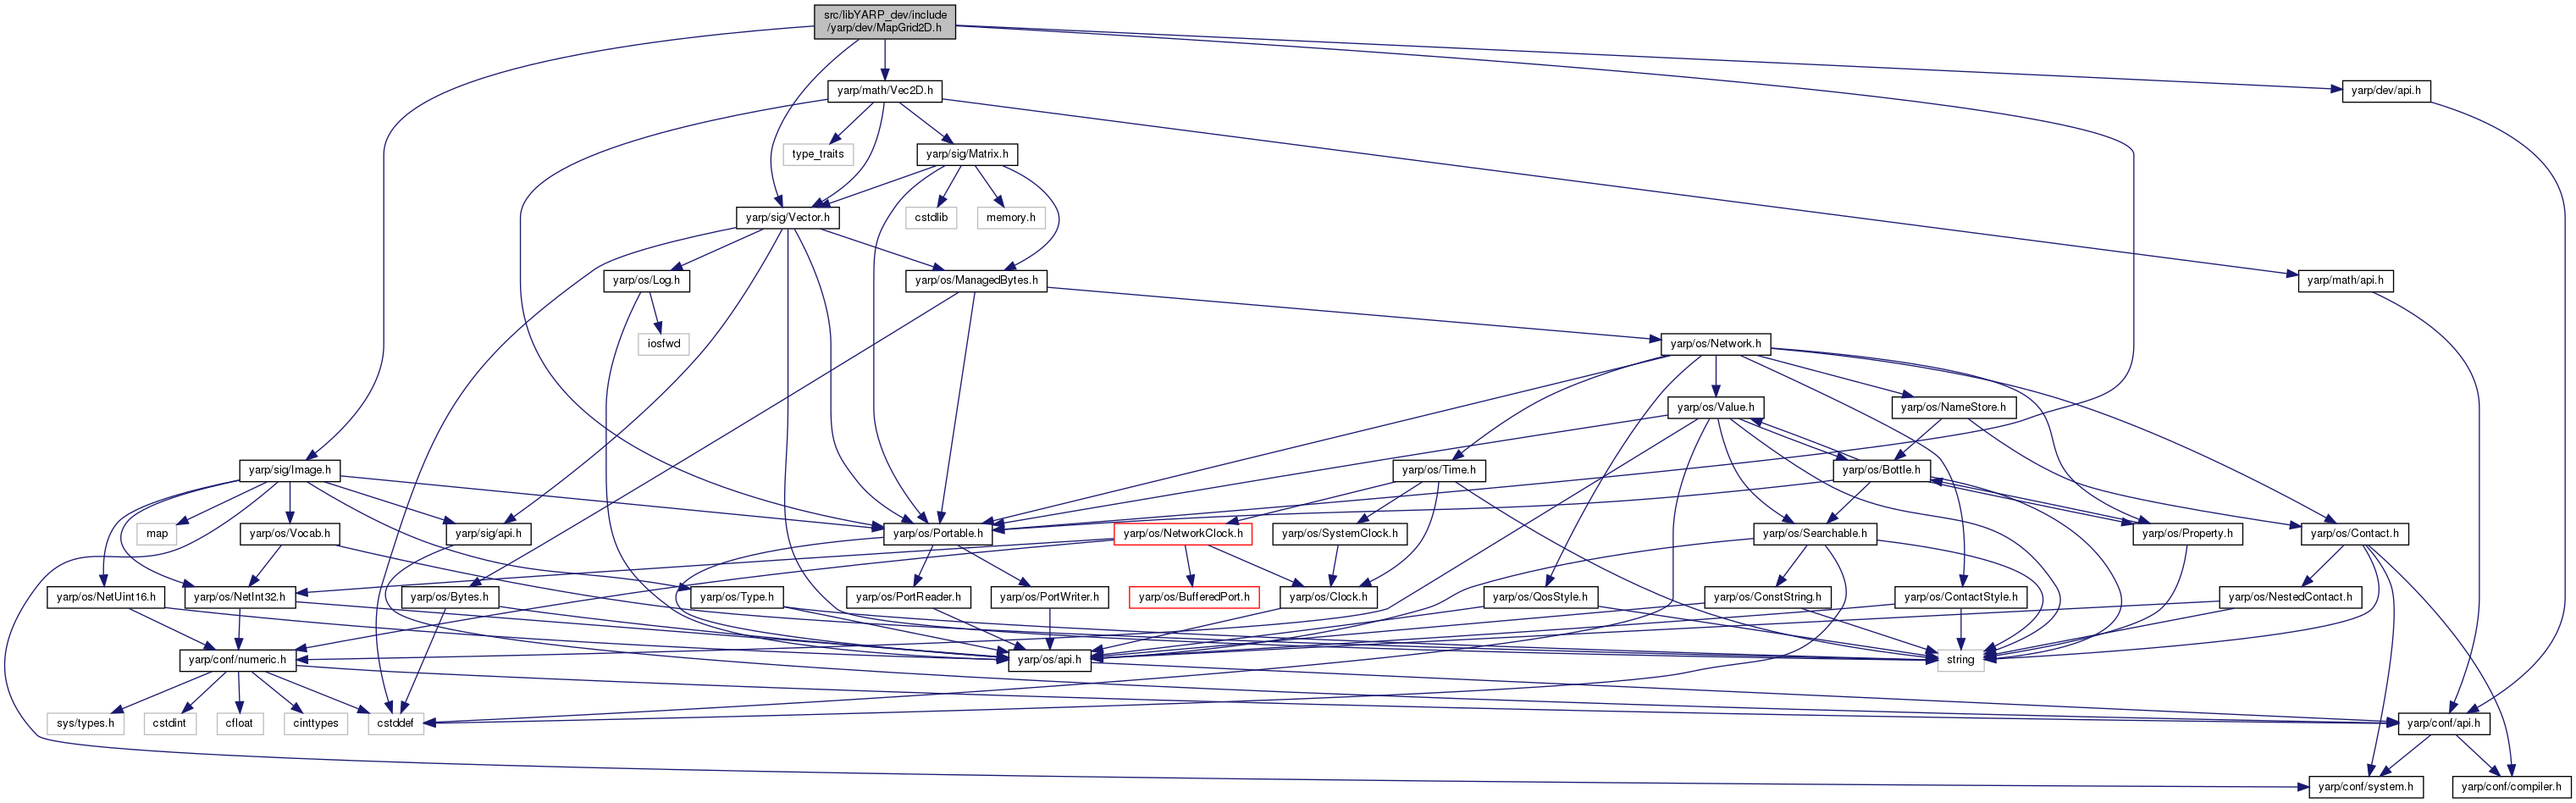 src/libYARP_dev/include
/yarp/dev/MapGrid2D.h
yarp/math/Vec2D.h
yarp/dev/api.h
type_traits
yarp/sig/Matrix.h
yarp/sig/Vector.h
cstdlib
memory.h
yarp/os/Log.h
yarp/os/ManagedBytes.h
yarp/math/api.h
iosfwd
yarp/os/Network.h
yarp/os/Value.h
yarp/os/NameStore.h
yarp/sig/Image.h
yarp/os/Time.h
yarp/os/Bottle.h
map
yarp/os/Vocab.h
yarp/sig/api.h
yarp/os/Portable.h
yarp/os/NetworkClock.h
yarp/os/SystemClock.h
yarp/os/Searchable.h
yarp/os/Property.h
yarp/os/Contact.h
yarp/os/NetUint16.h
yarp/os/NetInt32.h
yarp/os/Bytes.h
yarp/os/Type.h
yarp/os/PortReader.h
yarp/os/PortWriter.h
yarp/os/BufferedPort.h
yarp/os/Clock.h
yarp/os/QosStyle.h
yarp/os/ConstString.h
yarp/os/ContactStyle.h
yarp/os/NestedContact.h
yarp/conf/numeric.h
yarp/os/api.h
string
sys/types.h
cstdint
cfloat
cinttypes
cstddef
yarp/conf/api.h
yarp/conf/system.h
yarp/conf/compiler.h